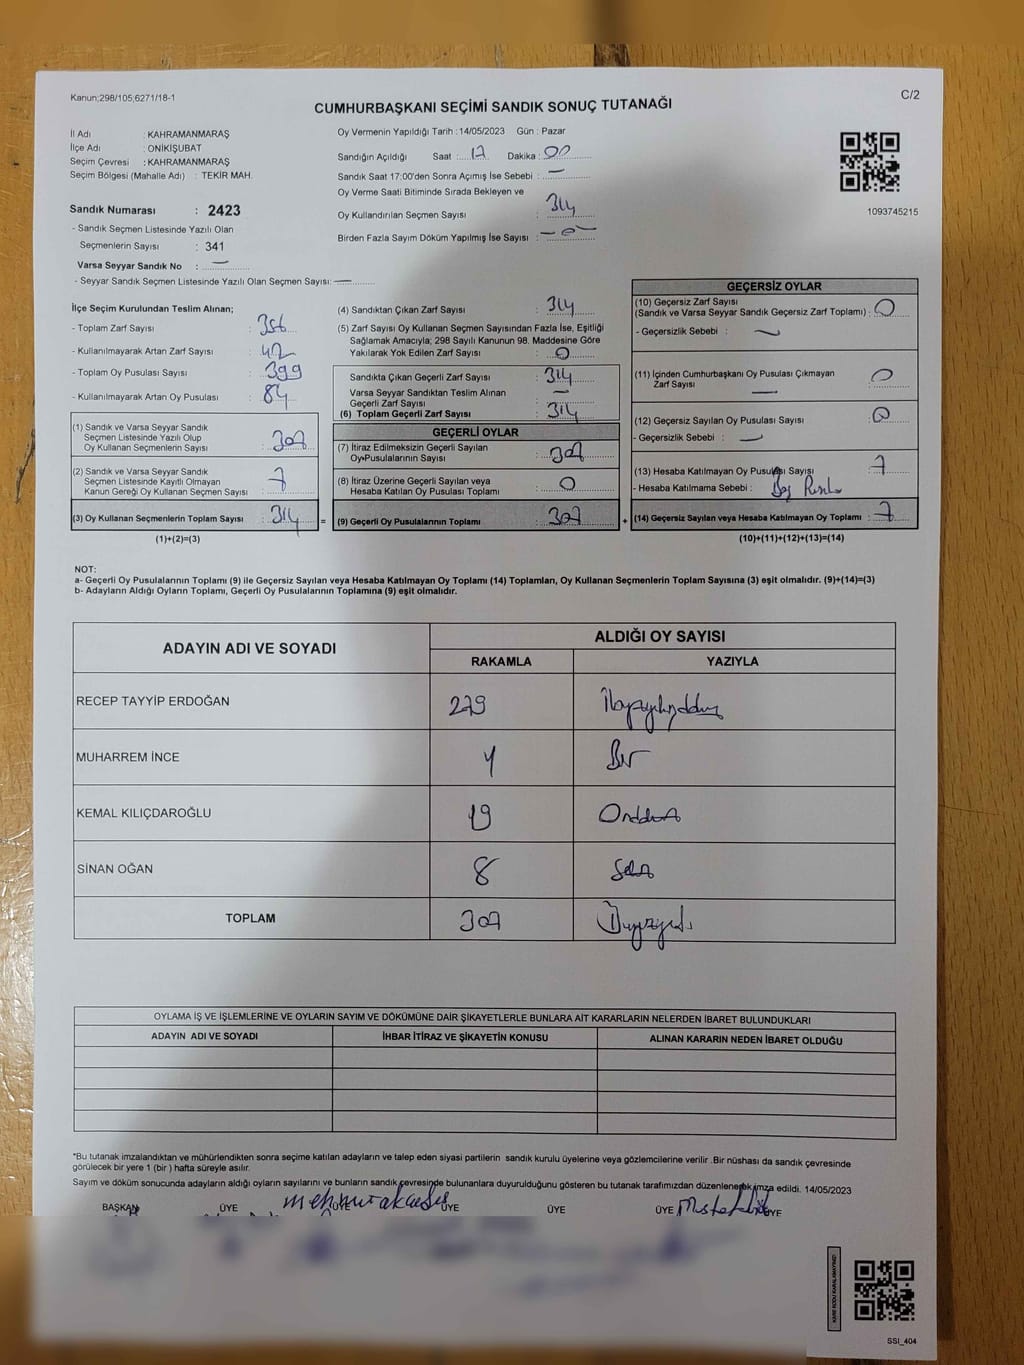 Kanun;298/105;6271/18-1
C/2
CUMHURBAŞKANI SEÇİMİ SANDIK SONUÇ TUTANAĞI
İl Adı : KAHRAMANMARAŞ
İlçe Adı : ONİKİŞUBAT
Seçim Çevresi : KAHRAMANMARAŞ
Seçim Bölgesi (Mahalle Adı) : TEKİR MAH.
Sandık Numarası : 2423
- Sandık Seçmen Listesinde Yazılı Olan
Seçmenlerin Sayısı : 341
Varsa Seyyar Sandık No : —
- Seyyar Sandık Seçmen Listesinde Yazılı Olan Seçmen Sayısı: —
Oy Vermenin Yapıldığı Tarih : 14/05/2023 Gün : Pazar
Sandığın Açıldığı Saat : 17 Dakika : 00
Sandık Saat 17:00'den Sonra Açımış İse Sebebi : —
Oy Verme Saati Bitiminde Sırada Bekleyen ve
Oy Kullandırılan Seçmen Sayısı : 314
Birden Fazla Sayım Döküm Yapılmış İse Sayısı : — 0 —
1093745215
İlçe Seçim Kurulundan Teslim Alınan;
- Toplam Zarf Sayısı : 356
- Kullanılmayarak Artan Zarf Sayısı : 42
- Toplam Oy Pusulası Sayısı : 399
- Kullanılmayarak Artan Oy Pusulası : 84
(1) Sandık ve Varsa Seyyar Sandık
Seçmen Listesinde Yazılı Olup
Oy Kullanan Seçmenlerin Sayısı : 307
(2) Sandık ve Varsa Seyyar Sandık
Seçmen Listesinde Kayıtlı Olmayan
Kanun Gereği Oy Kullanan Seçmen Sayısı : 7
(3) Oy Kullanan Seçmenlerin Toplam Sayısı : 314 =
(1)+(2)=(3)
(4) Sandıktan Çıkan Zarf Sayısı : 314
(5) Zarf Sayısı Oy Kullanan Seçmen Sayısından Fazla İse, Eşitliği
Sağlamak Amacıyla; 298 Sayılı Kanunun 98. Maddesine Göre
Yakılarak Yok Edilen Zarf Sayısı : 0
Sandıkta Çıkan Geçerli Zarf Sayısı : 314
Varsa Seyyar Sandıktan Teslim Alınan
Geçerli Zarf Sayısı : —
(6) Toplam Geçerli Zarf Sayısı : 314
GEÇERLİ OYLAR
(7) İtiraz Edilmeksizin Geçerli Sayılan
Oy Pusulalarının Sayısı : 307
(8) İtiraz Üzerine Geçerli Sayılan veya
Hesaba Katılan Oy Pusulası Toplamı : 0
(9) Geçerli Oy Pusulalarının Toplamı : 307 +
GEÇERSİZ OYLAR
(10) Geçersiz Zarf Sayısı
(Sandık ve Varsa Seyyar Sandık Geçersiz Zarf Toplamı) : 0
- Geçersizlik Sebebi : —
(11) İçinden Cumhurbaşkanı Oy Pusulası Çıkmayan
Zarf Sayısı : 0
—
(12) Geçersiz Sayılan Oy Pusulası Sayısı : 0
- Geçersizlik Sebebi : —
(13) Hesaba Katılmayan Oy Pusulası Sayısı : 7
- Hesaba Katılmama Sebebi :
(14) Geçersiz Sayılan veya Hesaba Katılmayan Oy Toplamı : 7
(10)+(11)+(12)+(13)=(14)
NOT:
a- Geçerli Oy Pusulalarının Toplamı (9) ile Geçersiz Sayılan veya Hesaba Katılmayan Oy Toplamı (14) Toplamları, Oy Kullanan Seçmenlerin Toplam Sayısına (3) eşit olmalıdır. (9)+(14)=(3)
b- Adayların Aldığı Oyların Toplamı, Geçerli Oy Pusulalarının Toplamına (9) eşit olmalıdır.
ADAYIN ADI VE SOYADI
ALDIĞI OY SAYISI
RAKAMLA YAZIYLA
RECEP TAYYİP ERDOĞAN 279
MUHARREM İNCE 1 Bir
KEMAL KILIÇDAROĞLU 19
SİNAN OĞAN 8 Sekiz
TOPLAM 307 Üçyüzyedi
OYLAMA İŞ VE İŞLEMLERİNE VE OYLARIN SAYIM VE DÖKÜMÜNE DAİR ŞİKAYETLERLE BUNLARA AİT KARARLARIN NELERDEN İBARET BULUNDUKLARI
ADAYIN ADI VE SOYADI İHBAR İTİRAZ VE ŞİKAYETİN KONUSU ALINAN KARARIN NEDEN İBARET OLDUĞU
*Bu tutanak imzalandıktan ve mühürlendikten sonra seçime katılan adayların ve talep eden siyasi partilerin sandık kurulu üyelerine veya gözlemcilerine verilir .Bir nüshası da sandık çevresinde
görülecek bir yere 1 (bir ) hafta süreyle asılır.
Sayım ve döküm sonucunda adayların aldığı oyların sayılarını ve bunların sandık çevresinde bulunanlara duyurulduğunu gösteren bu tutanak tarafımızdan düzenlenerek imza edildi. 14/05/2023
BAŞKAN ÜYE ÜYE ÜYE ÜYE ÜYE ÜYE
SSI_404